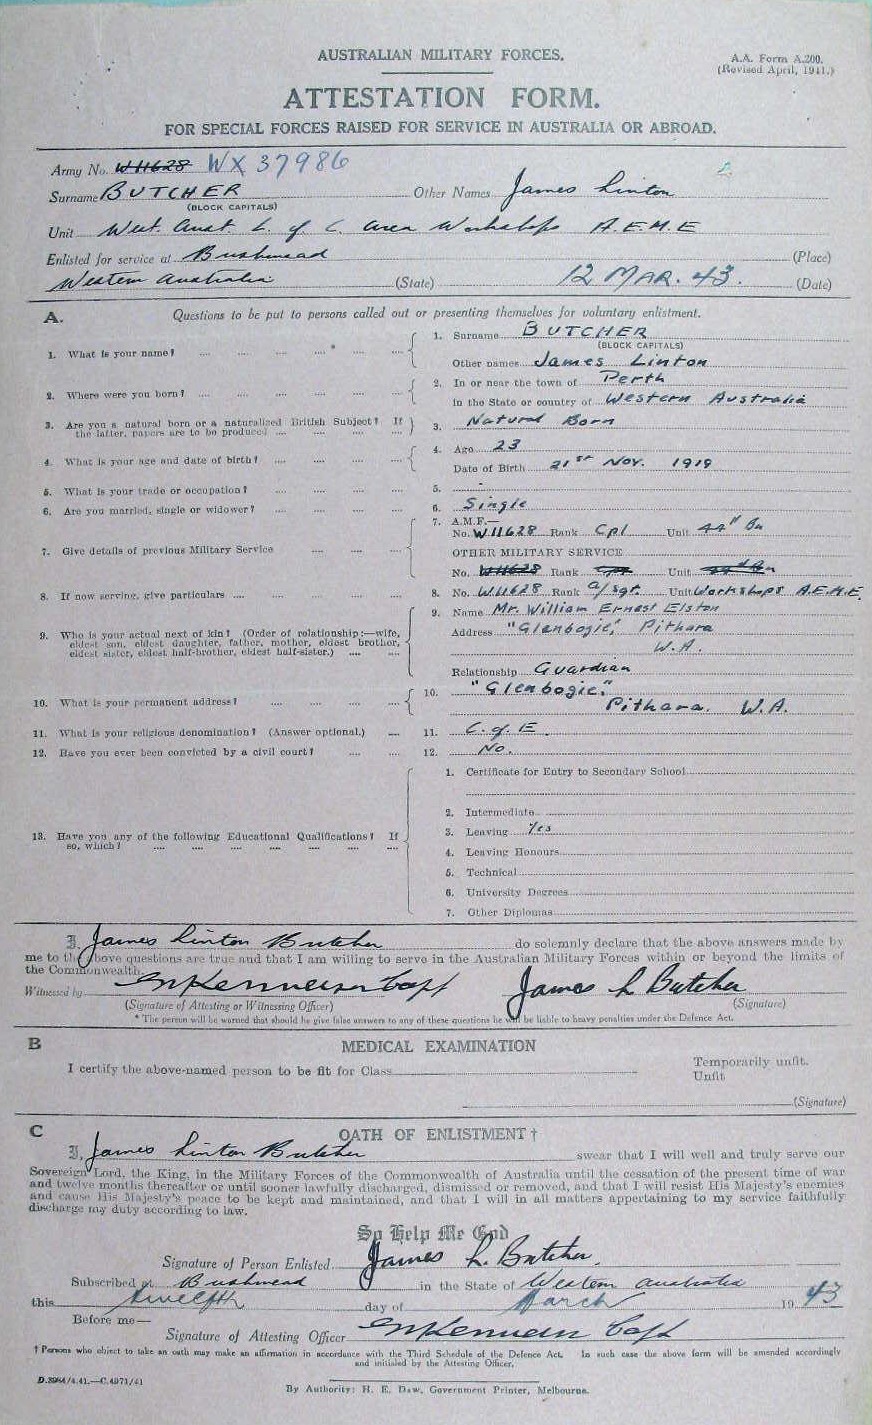 AUSTRALIAN MILITARY FORCES.
A.A. Form A.200.
(Revised April, 1941.)
ATTESTATION FORM.
FOR SPECIAL FORCES RAISED FOR SERVICE IN AUSTRALIA OR ABROAD.
Army No. W11628 WX 37986
Surname BUTCHER Other Names James Linton
(BLOCK CAPITALS)
Unit West. Aust. L. of C. Area Workshops A.E.M.E
Enlisted for service at Bushmead (Place)
Western Australia (State) 12 MAR. 43. (Date)
A. Questions to be put to persons called out or presenting themselves for voluntary enlistment.
1. What is your name? .... 1. Surname BUTCHER
(BLOCK CAPITALS)
Other names James Linton
2. Where were you born? .... 2. In or near the town of Perth
in the State or country of Western Australia
3. Are you a natural born or a naturalised British Subject? If the latter, papers are to be produced .... 3. Natural Born
4. What is your age and date of birth? .... 4. Age 23
Date of Birth 21st Nov. 1919
5. What is your trade or occupation? .... 5. -
6. Are you married, single or widower? .... 6. Single
7. Give details of previous Military Service .... 7. A.M.F.—
No. W11628 Rank Cpl Unit 44th Bn
OTHER MILITARY SERVICE
No. W11628 Rank Cpl Unit 44th Bn
8. If now serving, give particulars .... 8. No. W11628 Rank a/Sgt. Unit Workshops A.E.M.E.
9. Who is your actual next of kin? (Order of relationship:—wife, eldest son, eldest daughter, father, mother, eldest brother, eldest sister, eldest half-brother, eldest half-sister.) .... 9. Name Mr. William Ernest Elston
Address "Glenbogie", Pithara
W.A.
Relationship Guardian
10. What is your permanent address? .... 10. "Glenbogie."
Pithara. W.A.
11. What is your religious denomination? (Answer optional.) .... 11. C. of E.
12. Have you ever been convicted by a civil court? .... 12. No.
13. Have you any of the following Educational Qualifications? If so, which? ....
1. Certificate for Entry to Secondary School
2. Intermediate
3. Leaving Yes
4. Leaving Honours
5. Technical
6. University Degrees
7. Other Diplomas
I, James Linton Butcher do solemnly declare that the above answers made by
me to the above questions are true and that I am willing to serve in the Australian Military Forces within or beyond the limits of
the Commonwealth.
Witnessed by Capt James L Butcher
(Signature of Attesting or Witnessing Officer) (Signature)
* The person will be warned that should he give false answers to any of these questions he will be liable to heavy penalties under the Defence Act.
B MEDICAL EXAMINATION
I certify the above-named person to be fit for Class Temporarily unfit.
Unfit
(Signature)
C OATH OF ENLISTMENT †
I, James Linton Butcher swear that I will well and truly serve our
Sovereign Lord, the King, in the Military Forces of the Commonwealth of Australia until the cessation of the present time of war
and twelve months thereafter or until sooner lawfully discharged, dismissed or removed, and that I will resist His Majesty's enemies
and cause His Majesty's peace to be kept and maintained, and that I will in all matters appertaining to my service faithfully
discharge my duty according to law.
So Help Me God
Signature of Person Enlisted James L. Butcher.
Subscribed at Bushmead in the State of Western Australia
this twelfth day of March 1943
Before me—
Signature of Attesting Officer Capt
† Persons who object to take an oath may make an affirmation in accordance with the Third Schedule of the Defence Act. In such case the above form will be amended accordingly
and initialed by the Attesting Officer.
D.3984/4.41.—C.4971/41
By Authority: H. E. Daw, Government Printer, Melbourne.